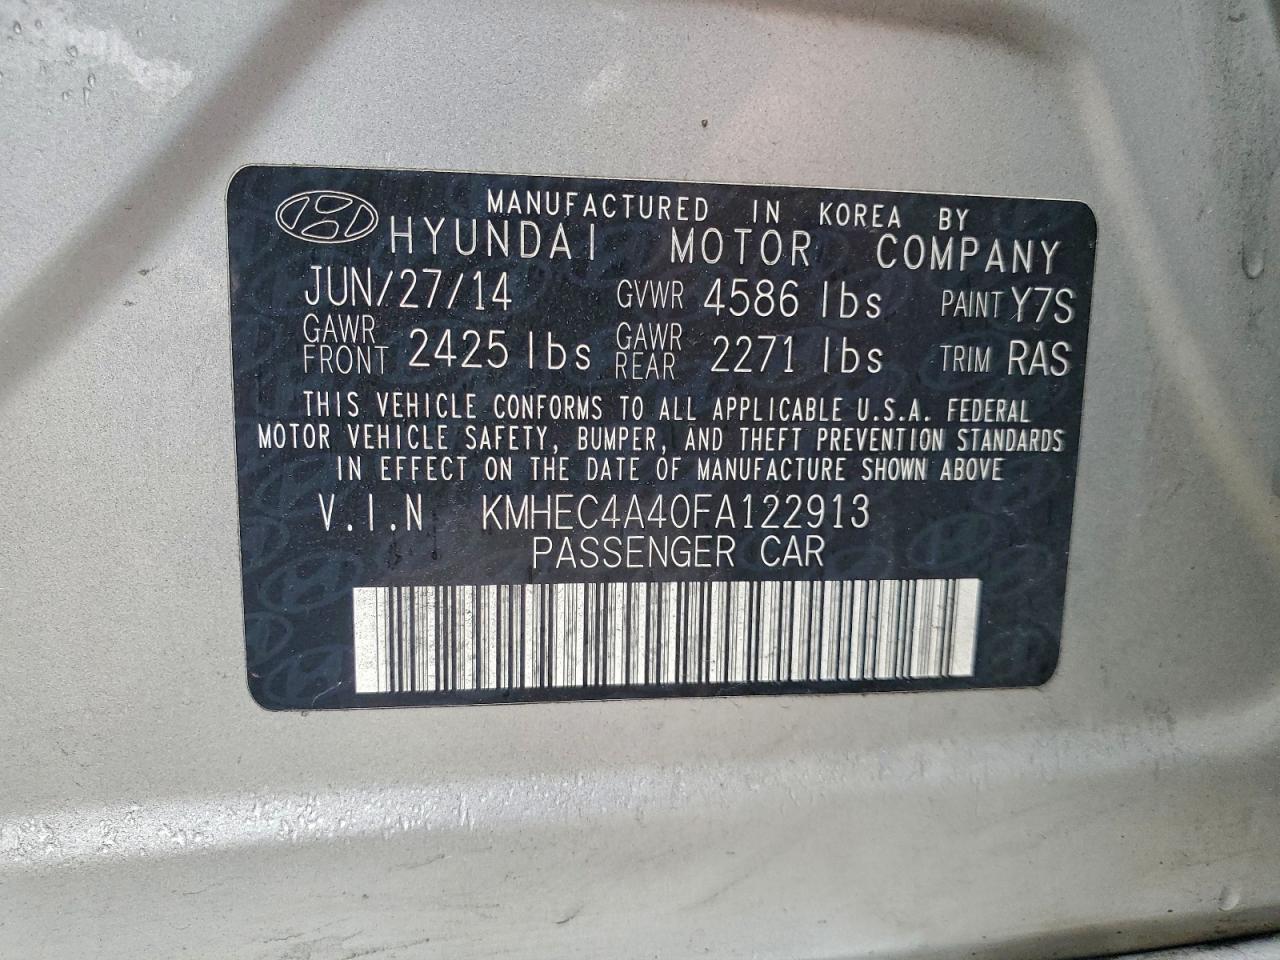 MANUFACTURED IN KOREA BY
HYUNDAI MOTOR COMPANY
JUN/27/14 GVWR 4586 lbs PAINT Y7S
GAWR FRONT 2425 lbs GAWR REAR 2271 lbs TRIM RAS
THIS VEHICLE CONFORMS TO ALL APPLICABLE U.S.A. FEDERAL
MOTOR VEHICLE SAFETY, BUMPER, AND THEFT PREVENTION STANDARDS
IN EFFECT ON THE DATE OF MANUFACTURE SHOWN ABOVE
V.I.N KMHEC4A40FA122913
PASSENGER CAR